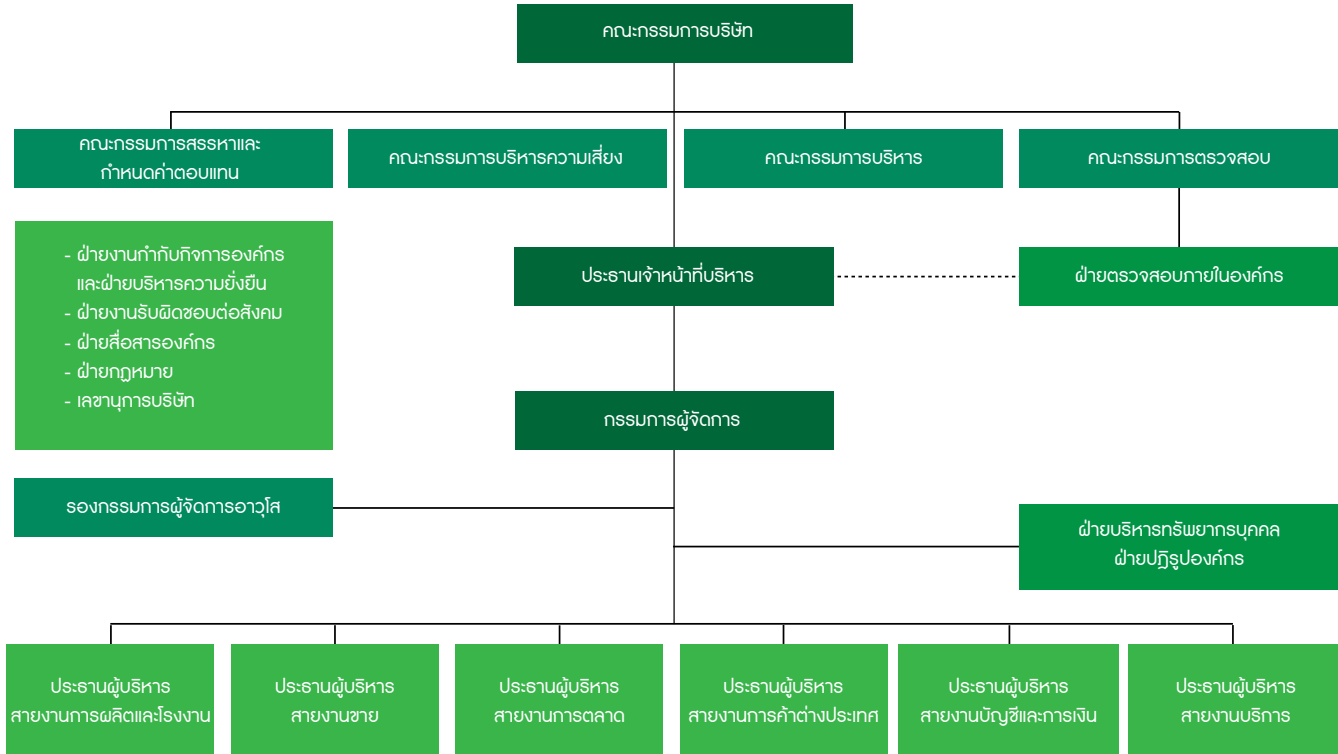 คณะกรรมการบริษัท
คณะกรรมการสรรหาและ
กำหนดค่าตอบแทน
คณะกรรมการบริหารความเสี่ยง
คณะกรรมการบริหาร
คณะกรรมการตรวจสอบ
- ฝ่ายงานกำกับกิจการองค์กร
และฝ่ายบริหารความยั่งยืน
- ฝ่ายงานรับผิดชอบต่อสังคม
- ฝ่ายสื่อสารองค์กร
- ฝ่ายกฎหมาย
- เลขานุการบริษัท
ประธานเจ้าหน้าที่บริหาร
ฝ่ายตรวจสอบภายในองค์กร
กรรมการผู้จัดการ
รองกรรมการผู้จัดการอาวุโส
ฝ่ายบริหารทรัพยากรบุคคล
ฝ่ายปฏิรูปองค์กร
ประธานผู้บริหาร
สายงานการผลิตและโรงงาน
ประธานผู้บริหาร
สายงานขาย
ประธานผู้บริหาร
สายงานการตลาด
ประธานผู้บริหาร
สายงานการค้าต่างประเทศ
ประธานผู้บริหาร
สายงานบัญชีและการเงิน
ประธานผู้บริหาร
สายงานบริการ